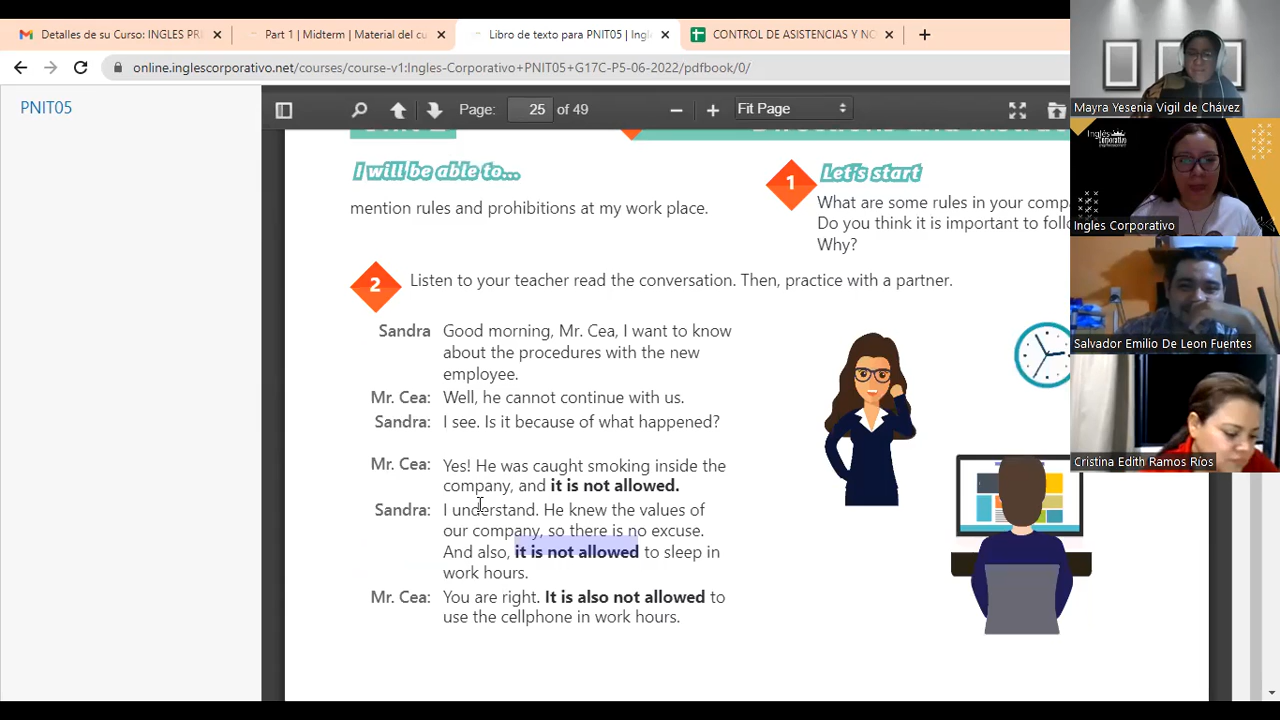 Detalles de su Curso: INGLES PRI
Part 1 | Midterm | Material del cu
Libro de texto para PNIT05 | Ingl
CONTROL DE ASISTENCIAS Y NO
online.inglescorporativo.net/courses/course-v1:Ingles-Corporativo+PNIT05+G17C-P5-06-2022/pdfbook/0/
PNIT05
Page: 25 of 49
Fit Page
I will be able to...
mention rules and prohibitions at my work place.
1
Let's start
What are some rules in your comp
Do you think it is important to follo
Why?
2
Listen to your teacher read the conversation. Then, practice with a partner.
Sandra Good morning, Mr. Cea, I want to know
about the procedures with the new
employee.
Mr. Cea: Well, he cannot continue with us.
Sandra: I see. Is it because of what happened?
Mr. Cea: Yes! He was caught smoking inside the
company, and it is not allowed.
Sandra: I understand. He knew the values of
our company, so there is no excuse.
And also, it is not allowed to sleep in
work hours.
Mr. Cea: You are right. It is also not allowed to
use the cellphone in work hours.
Mayra Yesenia Vigil de Chávez
Inglés
Corporativo
Ingles Corporativo
Salvador Emilio De Leon Fuentes
Cristina Edith Ramos Ríos